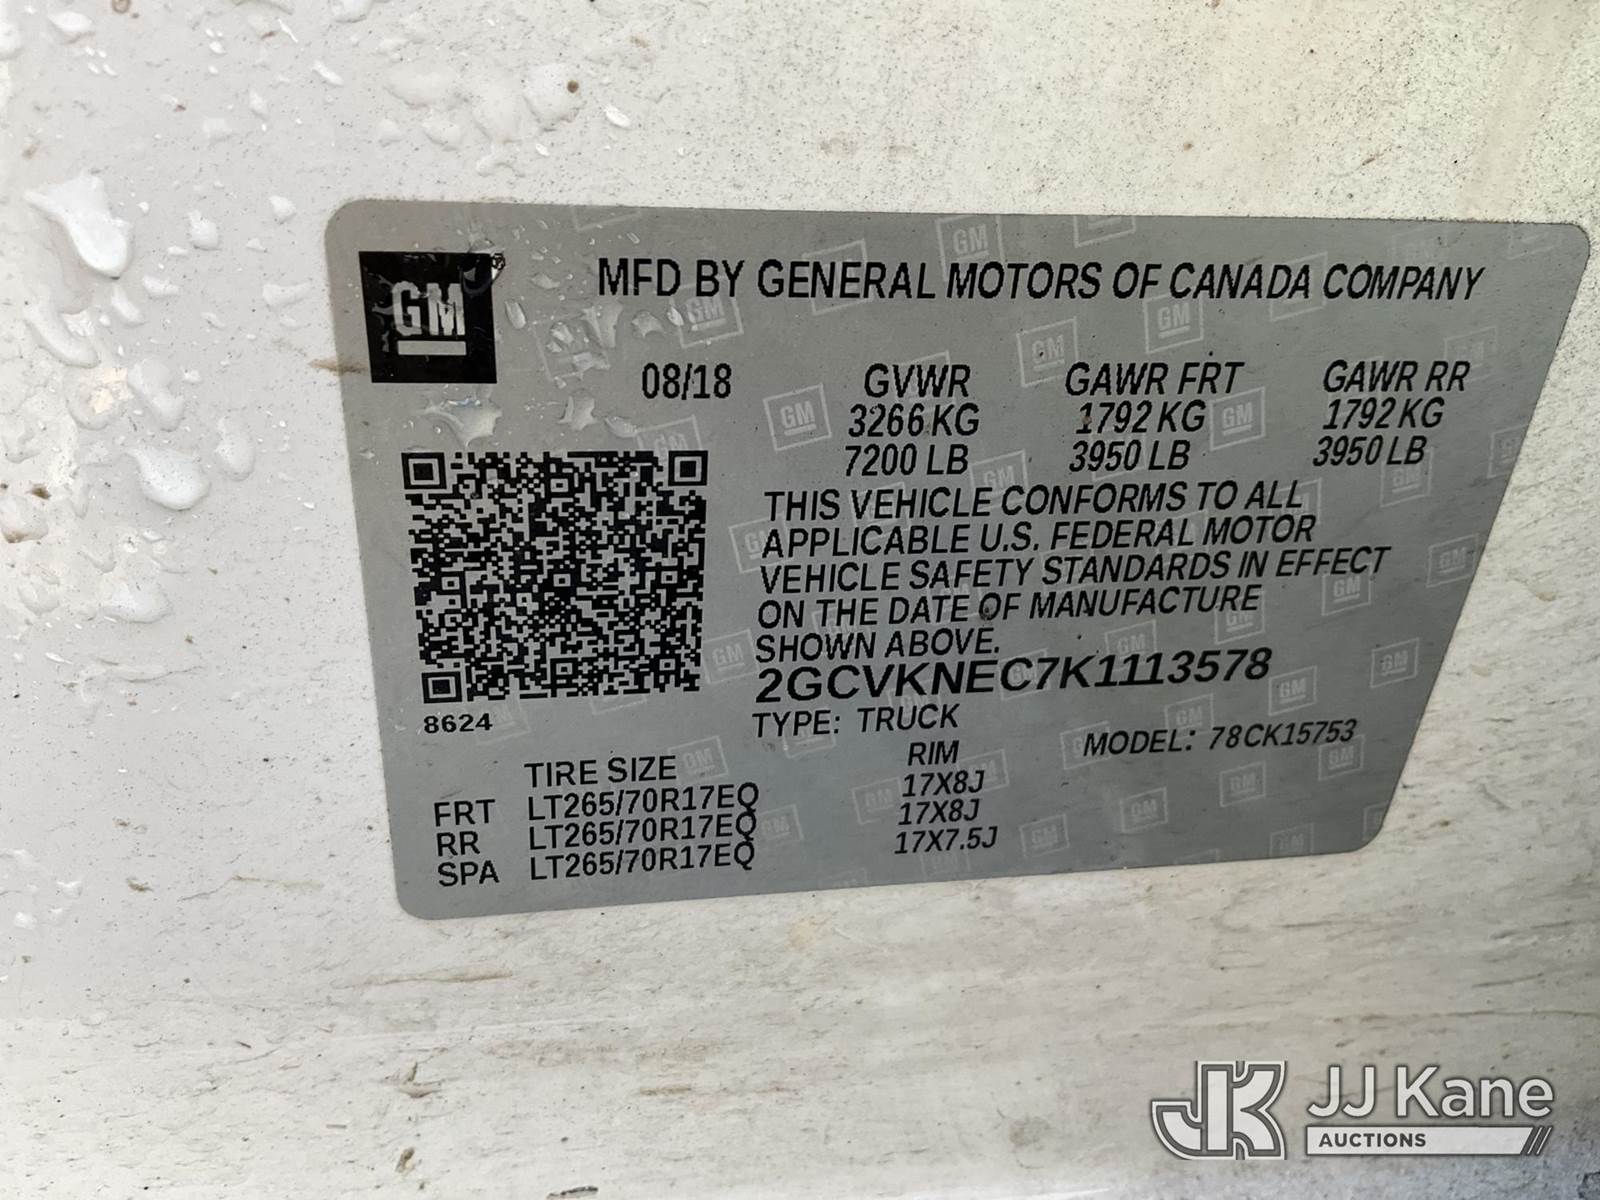 GM ®
MFD BY GENERAL MOTORS OF CANADA COMPANY
08/18 GVWR GAWR FRT GAWR RR
3266 KG 1792 KG 1792 KG
7200 LB 3950 LB 3950 LB
THIS VEHICLE CONFORMS TO ALL
APPLICABLE U.S. FEDERAL MOTOR
VEHICLE SAFETY STANDARDS IN EFFECT
ON THE DATE OF MANUFACTURE
SHOWN ABOVE.
2GCVKNEC7K1113578
8624
TYPE: TRUCK MODEL: 78CK15753
TIRE SIZE RIM
FRT LT265/70R17EQ 17X8J
RR LT265/70R17EQ 17X8J
SPA LT265/70R17EQ 17X7.5J
JK JJ Kane
AUCTIONS